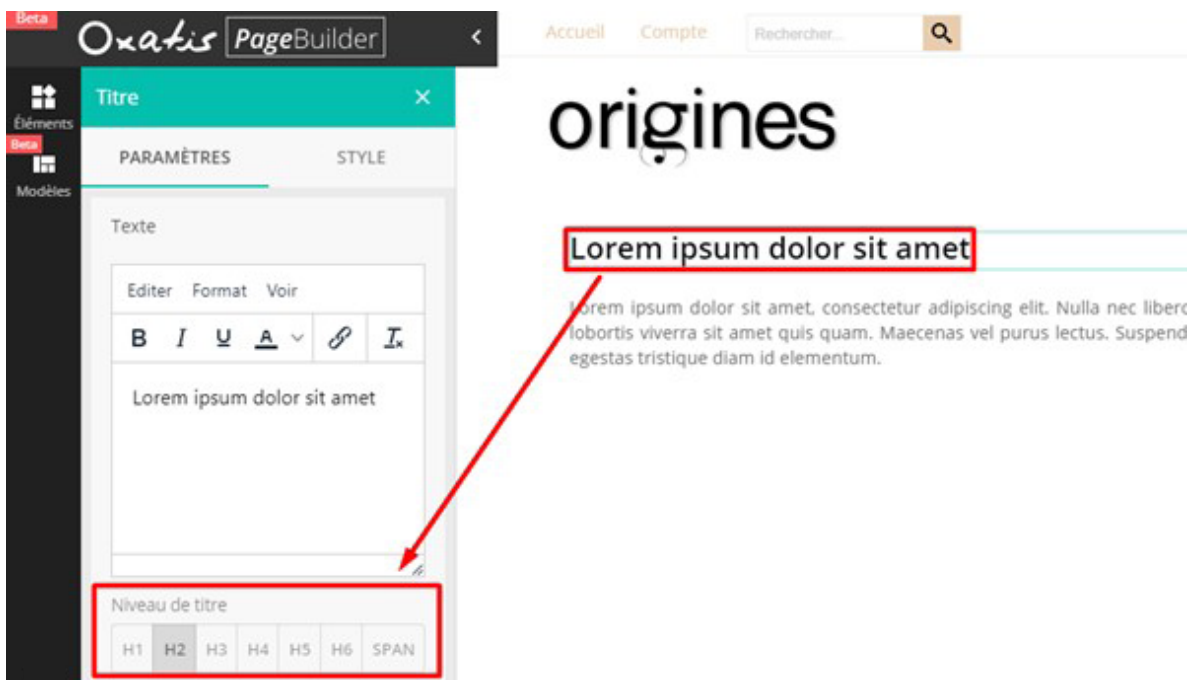 Beta
Oxatis PageBuilder
Éléments
Beta
Modèles
Titre
PARAMÈTRES STYLE
Texte
Editer Format Voir
B I U A
Lorem ipsum dolor sit amet
Niveau de titre
H1 H2 H3 H4 H5 H6 SPAN
Accueil Compte Rechercher...
origines
Lorem ipsum dolor sit amet
Lorem ipsum dolor sit amet, consectetur adipiscing elit. Nulla nec liberc
lobortis viverra sit amet quis quam. Maecenas vel purus lectus. Suspend
egestas tristique diam id elementum.